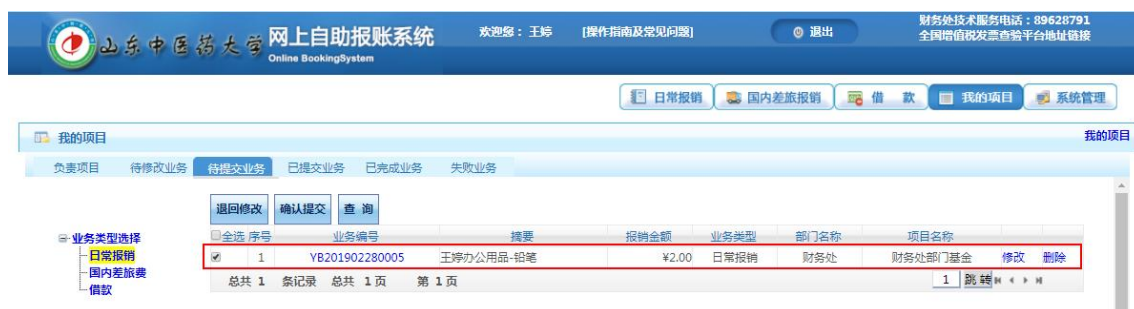 山东中医药大学 网上自助报账系统 欢迎您：王婷 [操作指南及常见问题] 退出 财务处技术服务电话：89628791
Online BookingSystem 全国增值税发票查验平台地址链接
日常报销 国内差旅报销 借 款 我的项目 系统管理
我的项目 我的项目
负责项目 待修改业务 待提交业务 已提交业务 已完成业务 失败业务
退回修改 确认提交 查 询
业务类型选择 全选 序号 业务编号 摘要 报销金额 业务类型 部门名称 项目名称
日常报销 1 YB201902280005 王婷办公用品-铅笔 ¥2.00 日常报销 财务处 财务处部门基金 修改 删除
国内差旅费 总共 1 条记录 总共 1 页 第 1 页 1 跳 转
借款